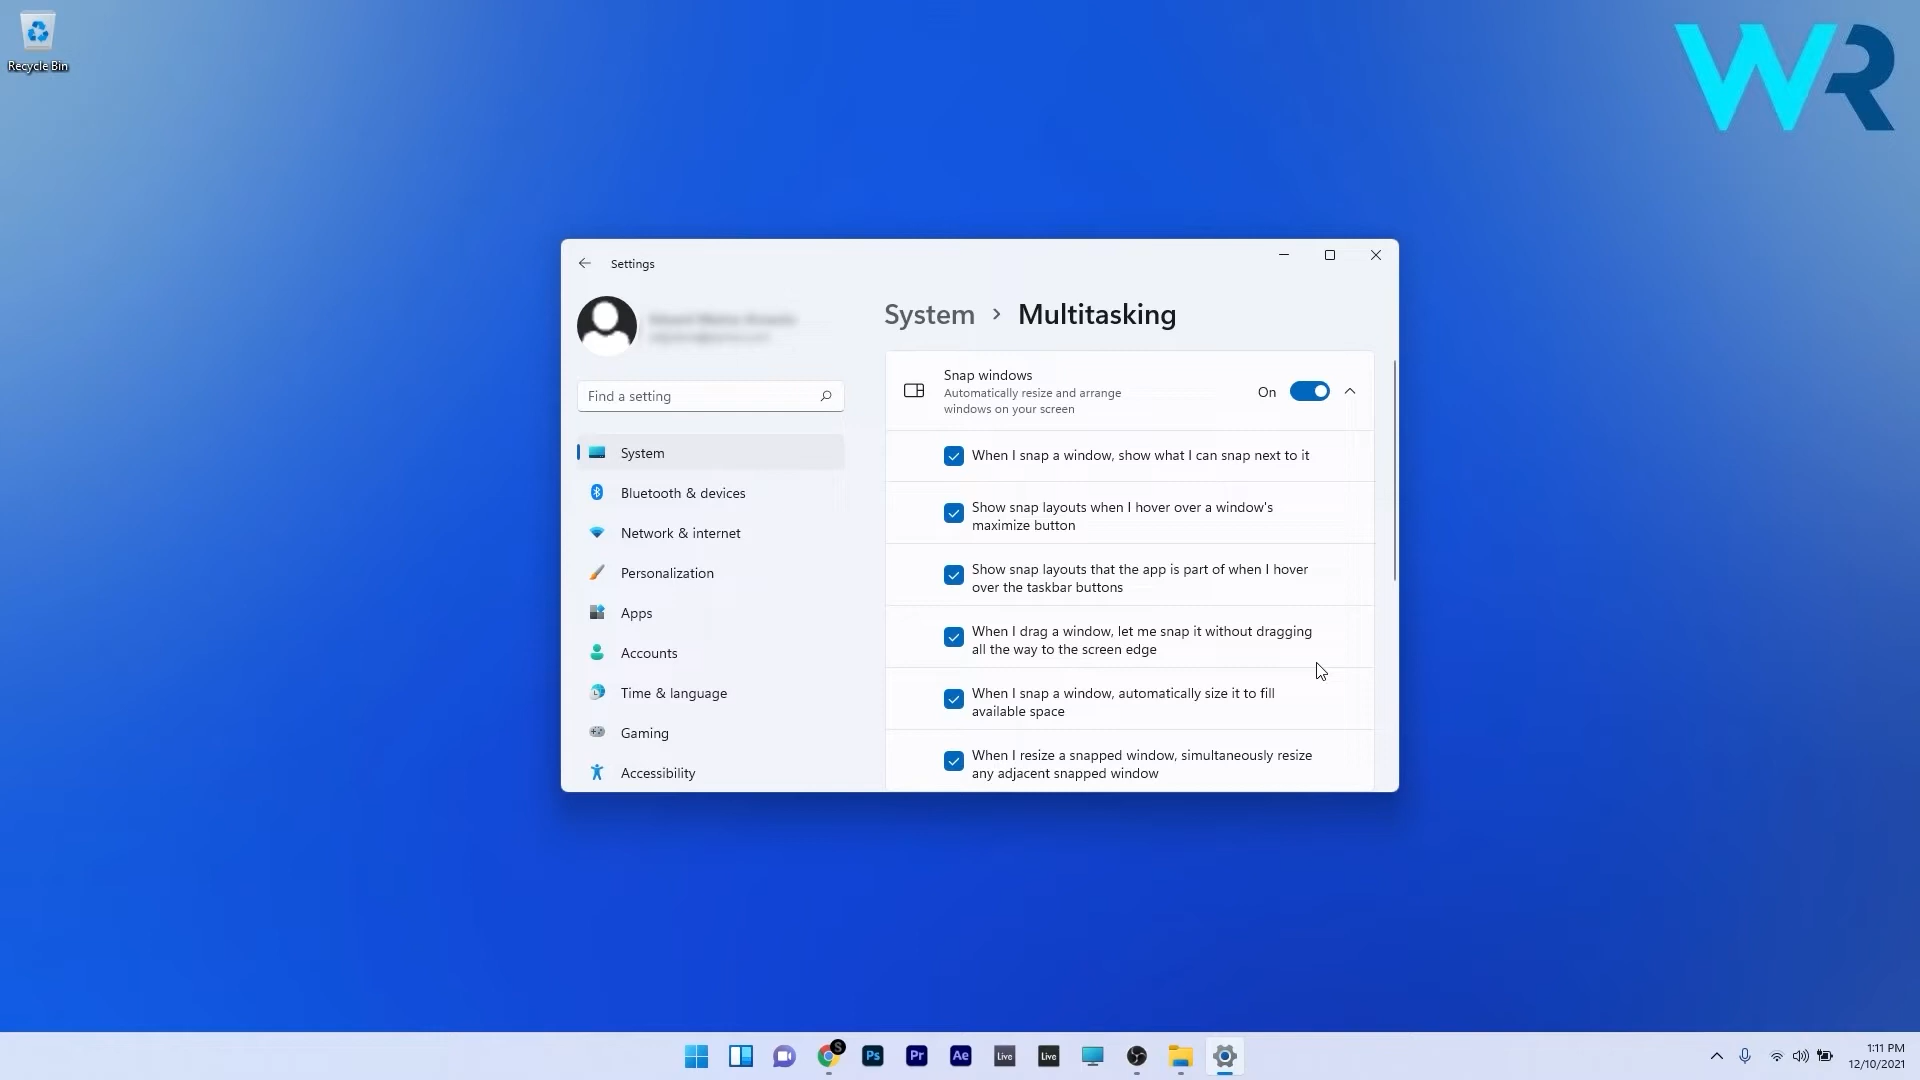 Recycle Bin
WR
Settings
Find a setting
System
Bluetooth & devices
Network & internet
Personalization
Apps
Accounts
Time & language
Gaming
Accessibility
System > Multitasking
Snap windows
Automatically resize and arrange
windows on your screen
On
When I snap a window, show what I can snap next to it
Show snap layouts when I hover over a window's
maximize button
Show snap layouts that the app is part of when I hover
over the taskbar buttons
When I drag a window, let me snap it without dragging
all the way to the screen edge
When I snap a window, automatically size it to fill
available space
When I resize a snapped window, simultaneously resize
any adjacent snapped window
S
Ps
Pr
Ae
Live
Live
1:11 PM
12/10/2021